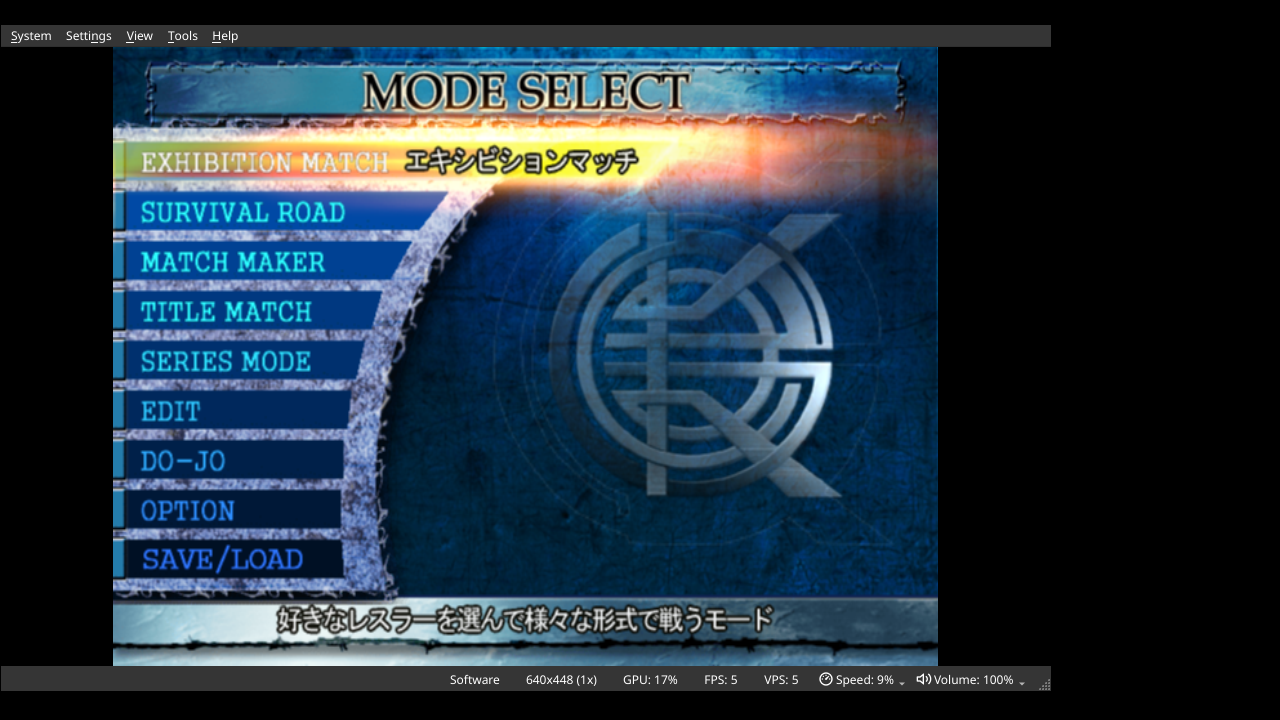 System Settings View Tools Help
MODE SELECT
EXHIBITION MATCH エキシビションマッチ
SURVIVAL ROAD
MATCH MAKER
TITLE MATCH
SERIES MODE
EDIT
DO-JO
OPTION
SAVE/LOAD
好きなレスラーを選んで様々な形式で戦うモード
Software 640x448 (1x) GPU: 17% FPS: 5 VPS: 5 Speed: 9% Volume: 100%